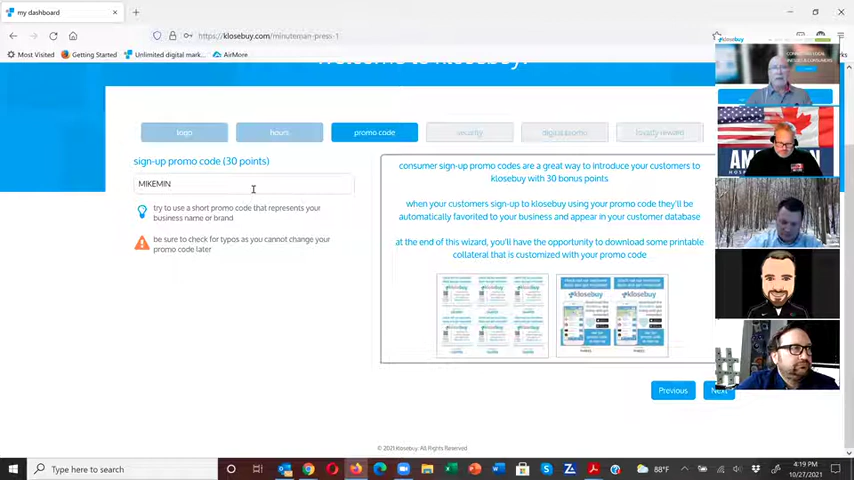 my dashboard
https://klosebuy.com/minuteman-press-1
Most Visited
Getting Started
Unlimited digital mark...
AirMore
Welcome to klosebuy!
logo
hours
promo code
security
digital promo
loyalty reward
sign-up promo code (30 points)
MIKEMIN
try to use a short promo code that represents your
business name or brand
be sure to check for typos as you cannot change your
promo code later
consumer sign-up promo codes are a great way to introduce your customers to
klosebuy with 30 bonus points
when your customers sign-up to klosebuy using your promo code they'll be
automatically favorited to your business and appear in your customer database
at the end of this wizard, you'll have the opportunity to download some printable
collateral that is customized with your promo code
Previous
Next
© 2021 klosebuy. All Rights Reserved
klosebuy
Type here to search
88°F
4:19 PM
10/27/2021